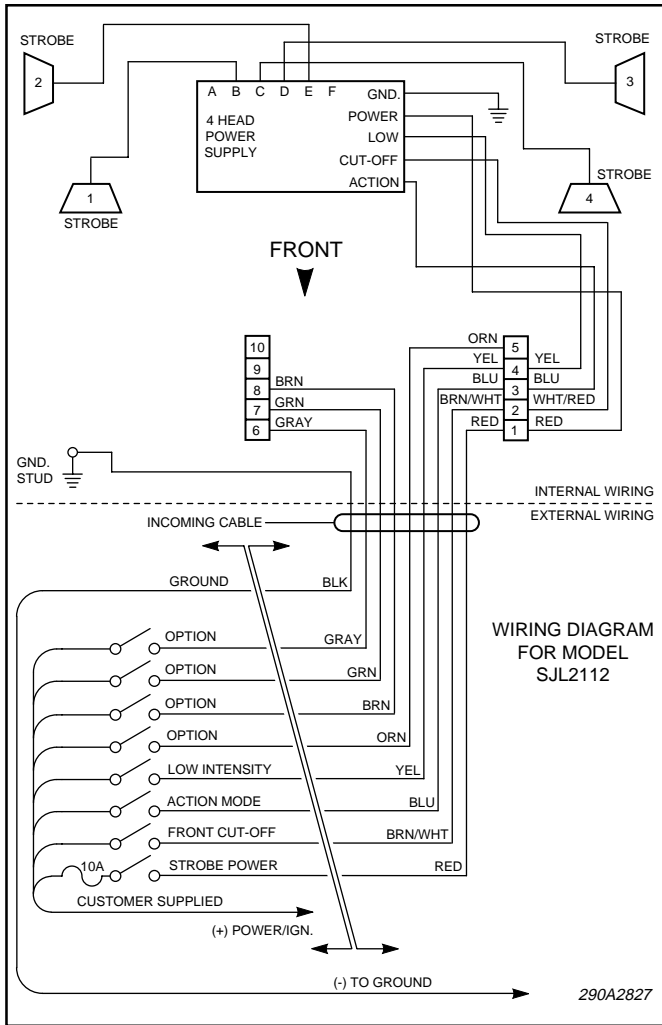 STROBE
STROBE
2
3
A B C D E F
GND.
4 HEAD
POWER
SUPPLY
POWER
LOW
CUT-OFF
ACTION
1
STROBE
STROBE
4
FRONT
10
9
8 BRN
7 GRN
6 GRAY
ORN 5
YEL 4 YEL
BLU 3 BLU
BRN/WHT 2 WHT/RED
RED 1 RED
GND.
STUD
INTERNAL WIRING
EXTERNAL WIRING
INCOMING CABLE
GROUND BLK
OPTION GRAY
OPTION GRN
OPTION BRN
OPTION ORN
LOW INTENSITY YEL
ACTION MODE BLU
FRONT CUT-OFF BRN/WHT
10A STROBE POWER RED
CUSTOMER SUPPLIED
(+) POWER/IGN.
(-) TO GROUND
WIRING DIAGRAM
FOR MODEL
SJL2112
290A2827